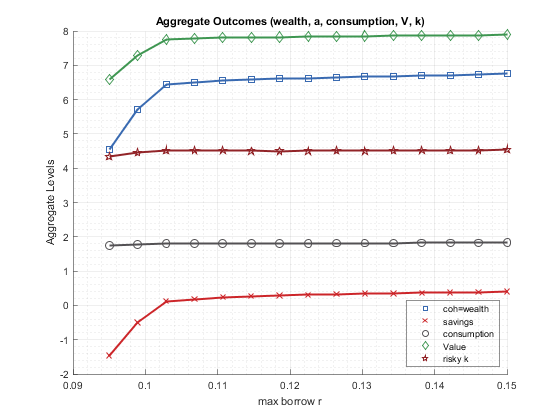 Aggregate Outcomes (wealth, a, consumption, V, k)
8
7
6
5
4
3
2
1
0
-1
-2
Aggregate Levels
coh=wealth
savings
consumption
Value
risky k
0.09
0.1
0.11
0.12
0.13
0.14
0.15
max borrow r